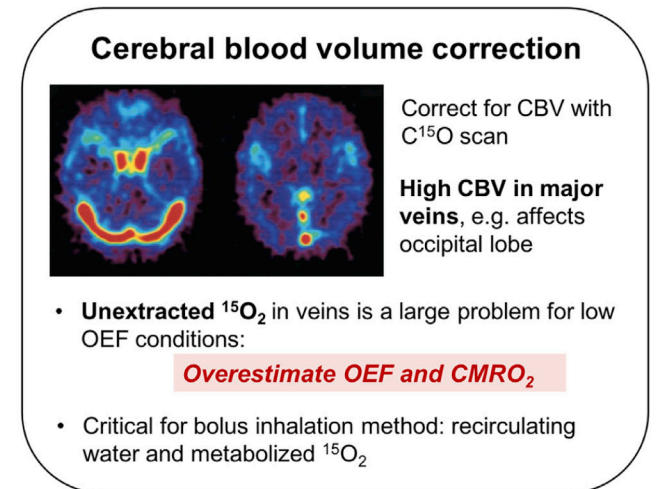 Cerebral blood volume correction
Correct for CBV with
C¹⁵O scan
High CBV in major
veins, e.g. affects
occipital lobe
• Unextracted ¹⁵O₂ in veins is a large problem for low
OEF conditions:
Overestimate OEF and CMRO₂
• Critical for bolus inhalation method: recirculating
water and metabolized ¹⁵O₂